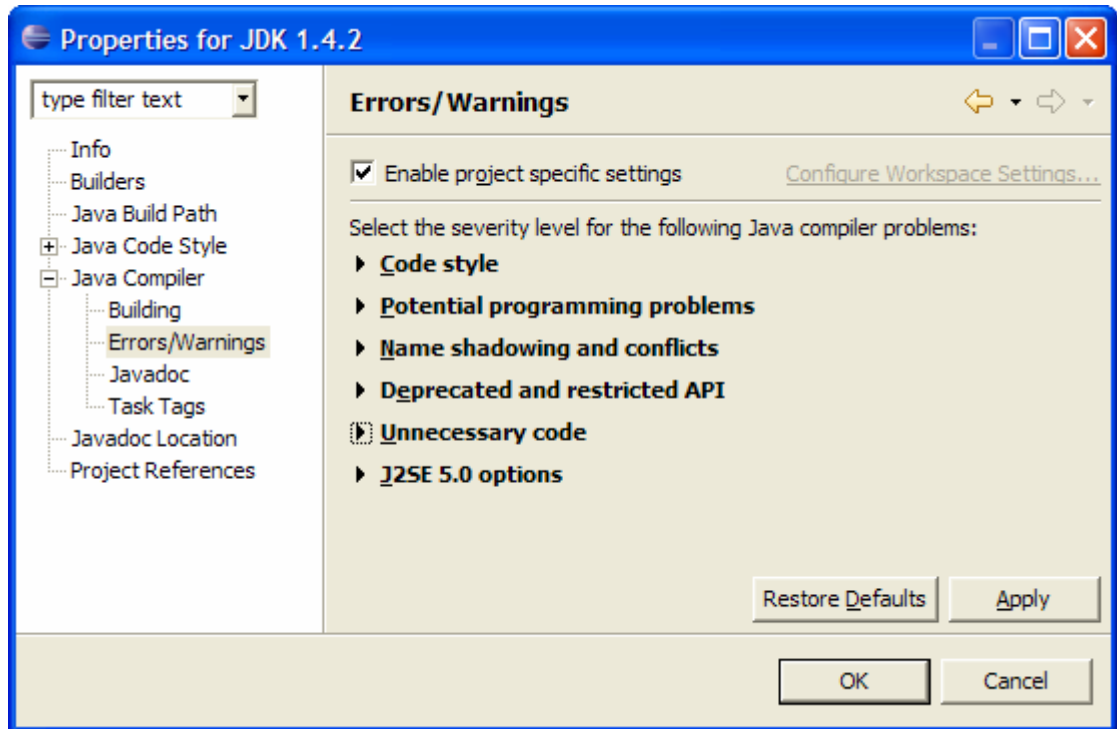 Properties for JDK 1.4.2
type filter text
Info
Builders
Java Build Path
Java Code Style
Java Compiler
Building
Errors/Warnings
Javadoc
Task Tags
Javadoc Location
Project References
Errors/Warnings
Enable project specific settings
Configure Workspace Settings...
Select the severity level for the following Java compiler problems:
Code style
Potential programming problems
Name shadowing and conflicts
Deprecated and restricted API
Unnecessary code
J2SE 5.0 options
Restore Defaults
Apply
OK
Cancel